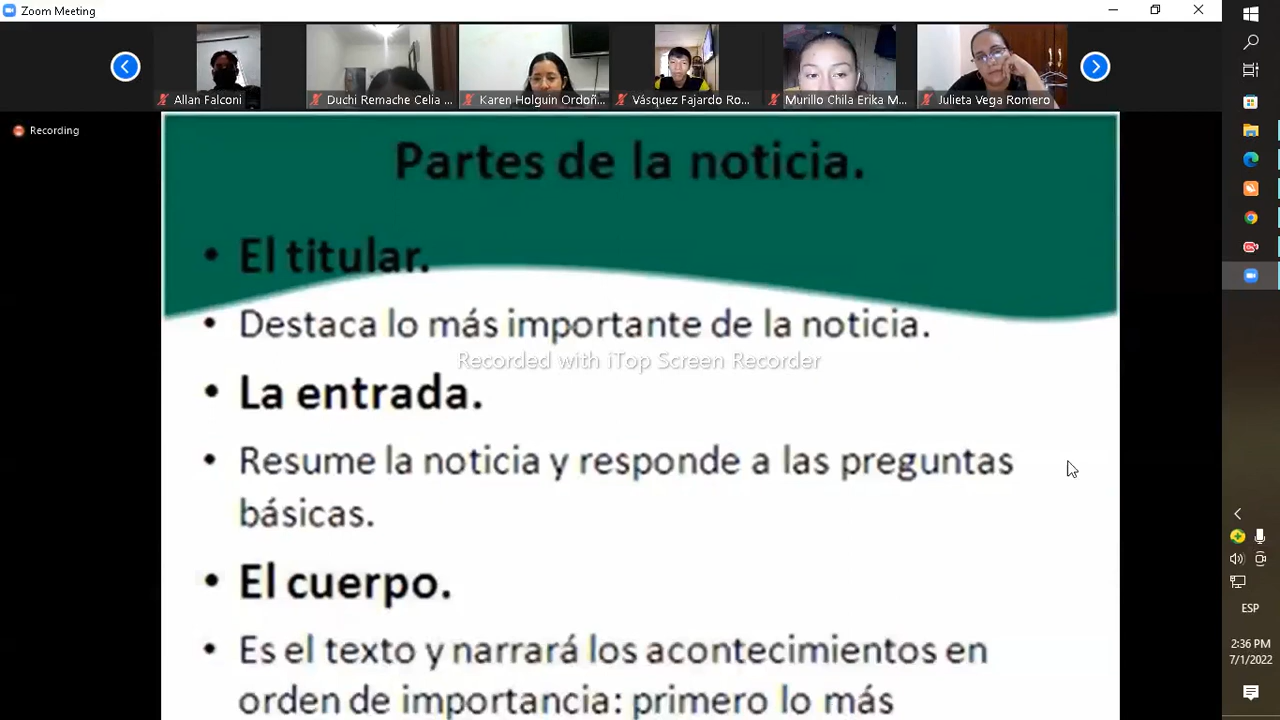 Zoom Meeting
Allan Falconi
Duchi Remache Celia ...
Karen Holguin Ordoñ...
Vásquez Fajardo Ro...
Murillo Chila Erika M...
Julieta Vega Romero
Recording
Partes de la noticia.
• El titular.
• Destaca lo más importante de la noticia.
Recorded with iTop Screen Recorder
• La entrada.
• Resume la noticia y responde a las preguntas
básicas.
• El cuerpo.
• Es el texto y narrará los acontecimientos en
orden de importancia: primero lo más
ESP
2:36 PM
7/1/2022